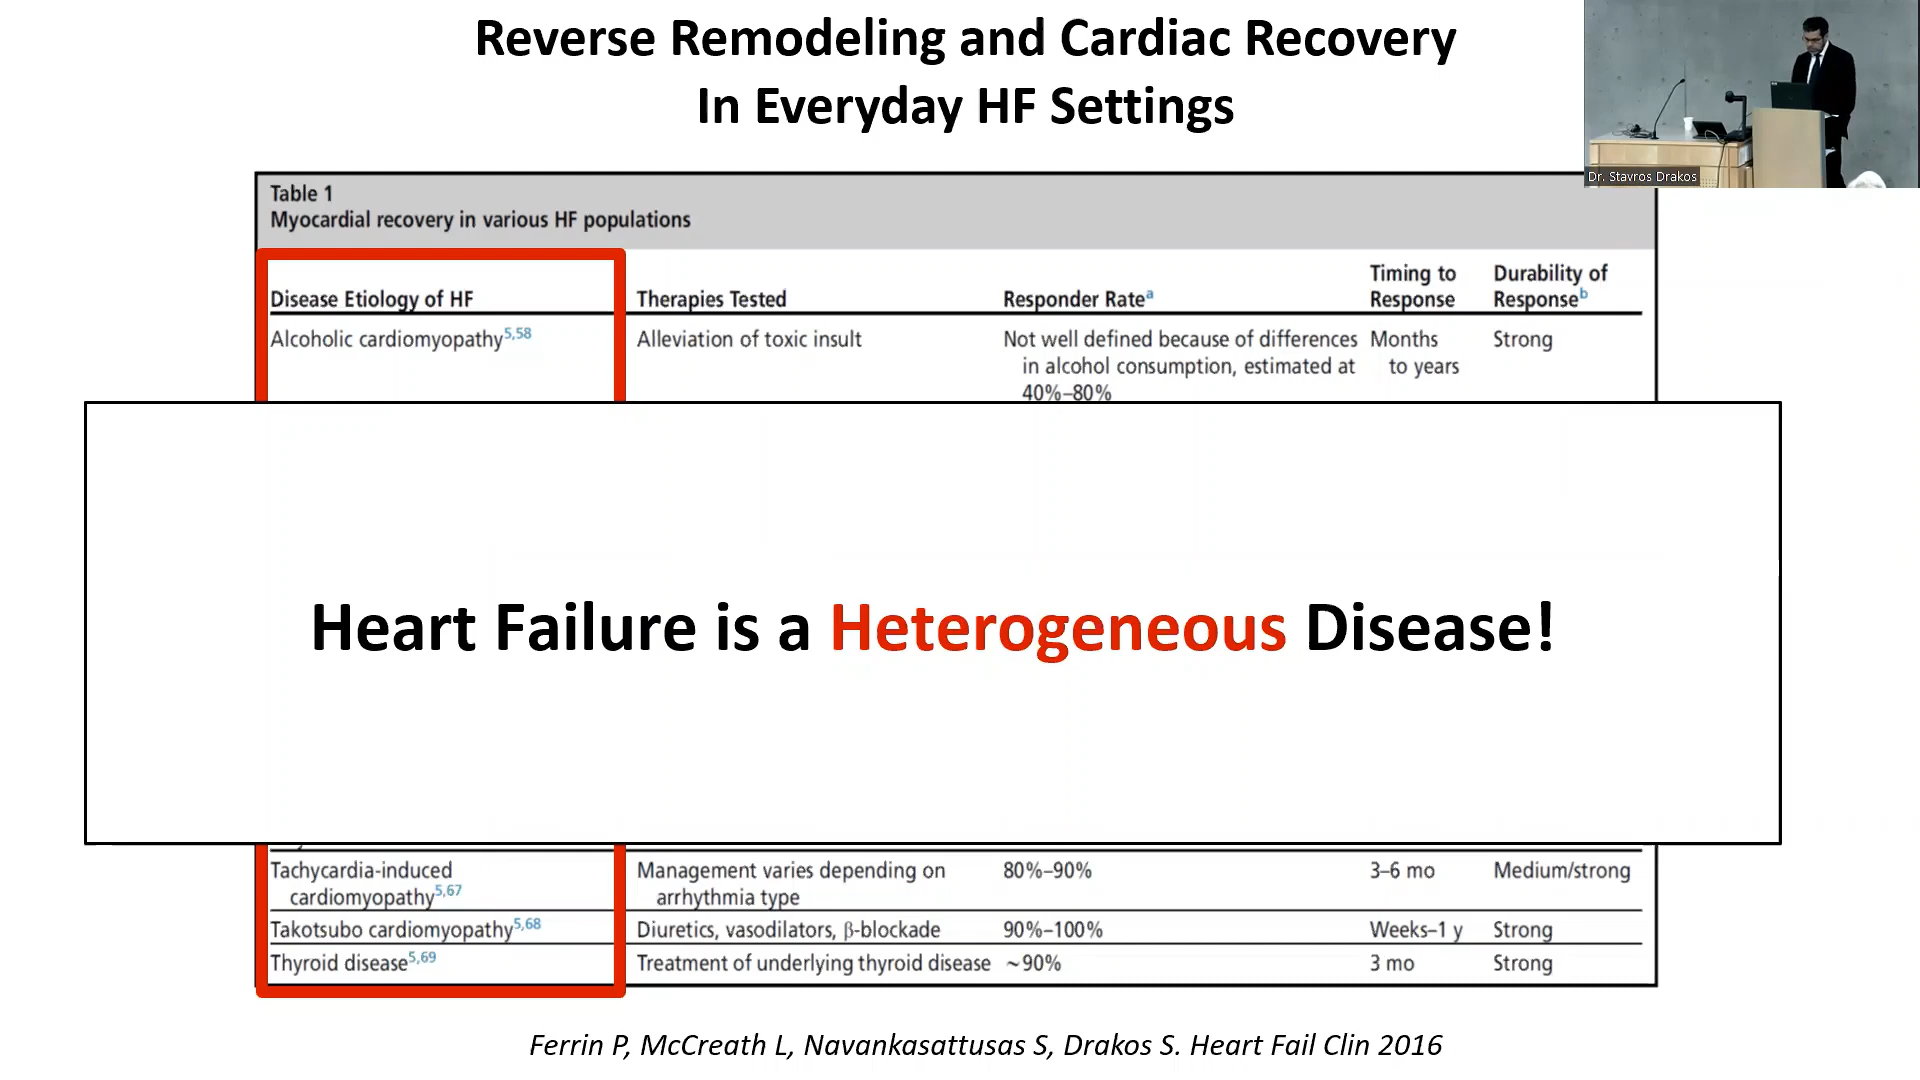 Reverse Remodeling and Cardiac Recovery
In Everyday HF Settings
Dr. Stavros Drakos
Table 1
Myocardial recovery in various HF populations
Disease Etiology of HF Therapies Tested Responder Rateᵃ Timing to Response Durability of Responseᵇ
Alcoholic cardiomyopathy⁵,⁵⁸ Alleviation of toxic insult Not well defined because of differences Months Strong
in alcohol consumption, estimated at to years
40%–80%
Heart Failure is a Heterogeneous Disease!
Tachycardia-induced Management varies depending on 80%–90% 3–6 mo Medium/strong
cardiomyopathy⁵,⁶⁷ arrhythmia type
Takotsubo cardiomyopathy⁵,⁶⁸ Diuretics, vasodilators, β-blockade 90%–100% Weeks–1 y Strong
Thyroid disease⁵,⁶⁹ Treatment of underlying thyroid disease ~90% 3 mo Strong
Ferrin P, McCreath L, Navankasattusas S, Drakos S. Heart Fail Clin 2016